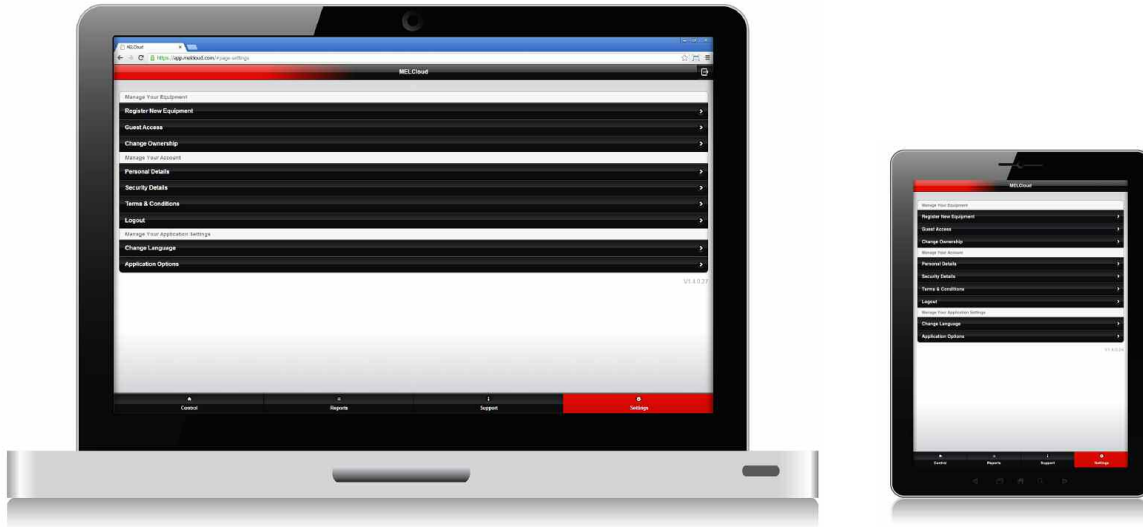 MELCloud
https://app.melcloud.com/#page-settings
MELCloud
Manage Your Equipment
Register New Equipment
Guest Access
Change Ownership
Manage Your Account
Personal Details
Security Details
Terms & Conditions
Logout
Manage Your Application Settings
Change Language
Application Options
Control
Reports
Support
Settings
MELCloud
Manage Your Equipment
Register New Equipment
Guest Access
Change Ownership
Manage Your Account
Personal Details
Security Details
Terms & Conditions
Logout
Manage Your Application Settings
Change Language
Application Options
Control
Reports
Support
Settings